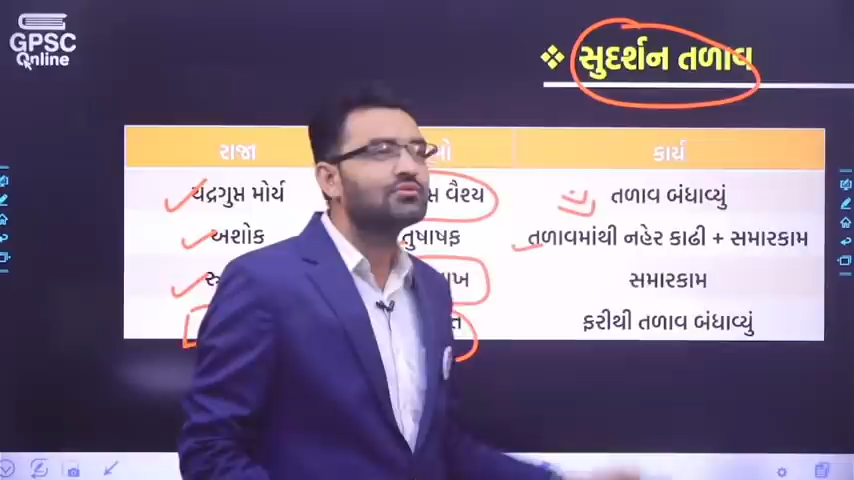 GPSC
Online
❖ સુદર્શન તળાવ
રાજા કાર્ય
ચંદ્રગુપ્ત મૌર્ય વૈશ્ય તળાવ બંધાવ્યું
અશોક તુષાષ્ફ તળાવમાંથી નહેર કાઢી + સમારકામ
સમારકામ
ફરીથી તળાવ બંધાવ્યું